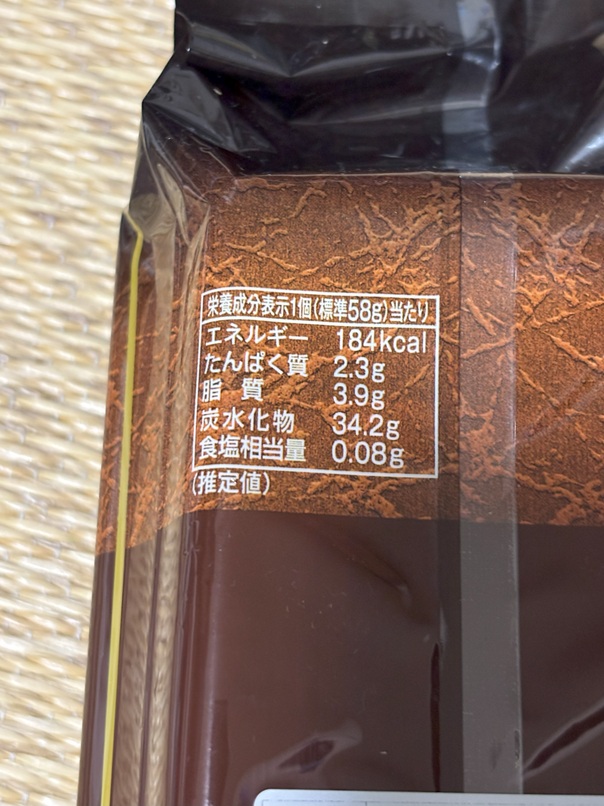 栄養成分表示1個(標準58g)当たり
エネルギー 184kcal
たんぱく質 2.3g
脂質 3.9g
炭水化物 34.2g
食塩相当量 0.08g
(推定値)